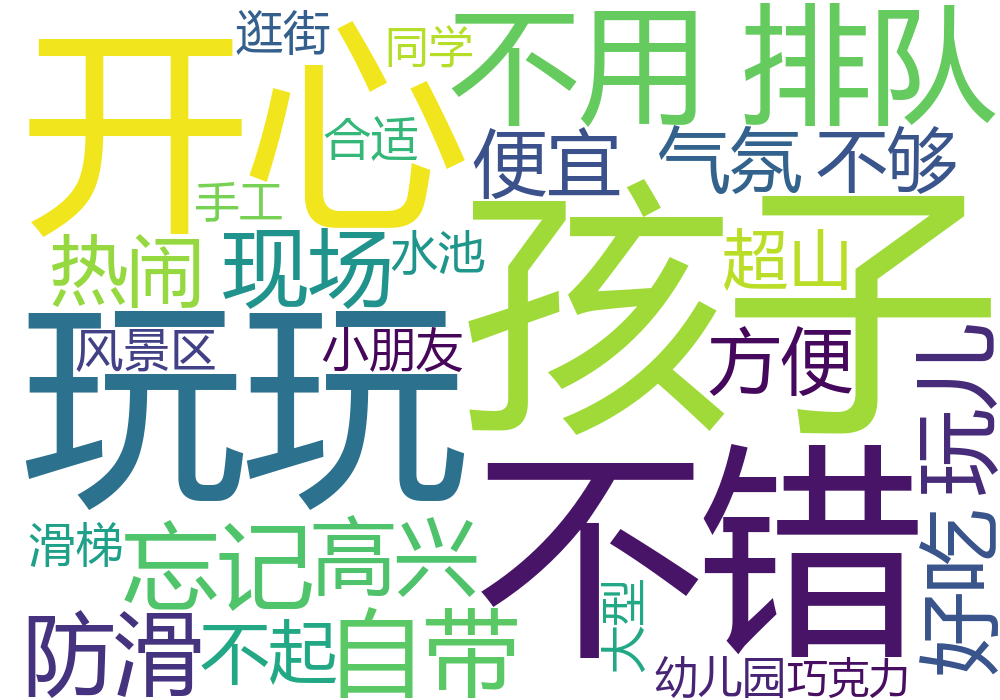 逛街
同学
不用
排队
开心
合适
便宜
气氛
不够
手工
孩子
热闹
现场
水池
超山
玩玩
风景区
小朋友
方便
玩儿
不错
好吃
滑梯
忘记
高兴
大型
防滑
不起
自带
幼儿园
巧克力